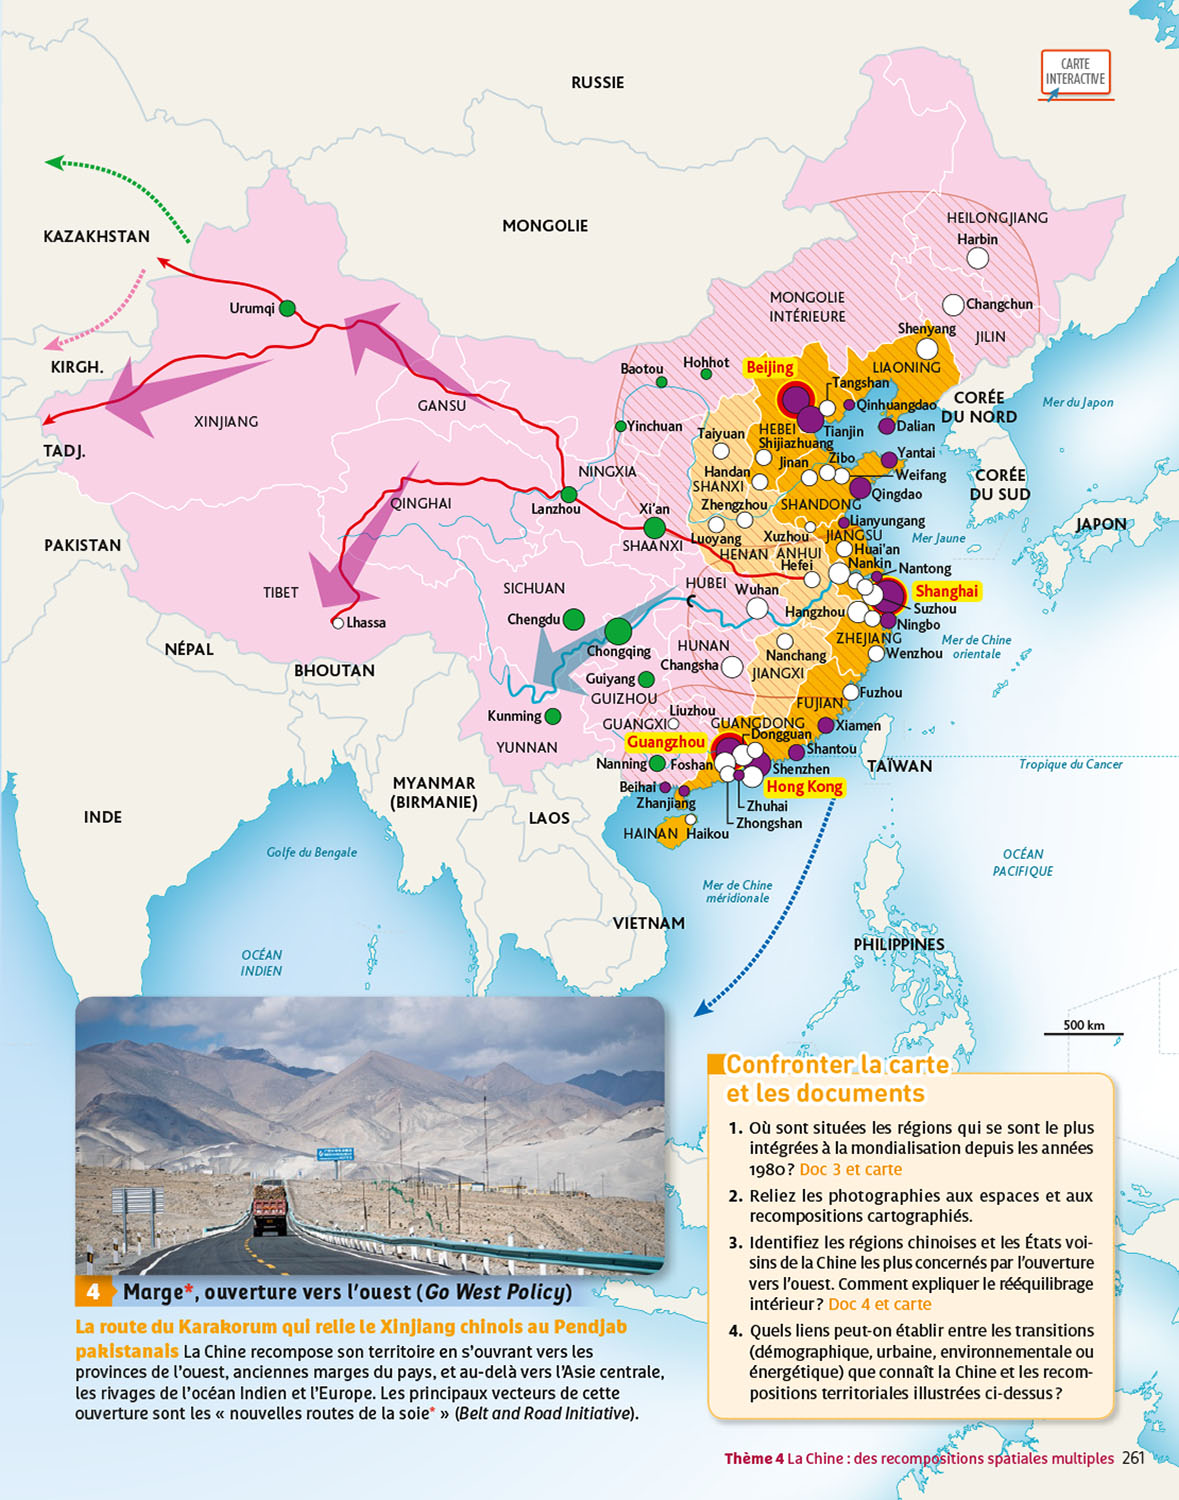 CARTE
INTERACTIVE
RUSSIE
MONGOLIE
KAZAKHSTAN
KIRGH.
TADJ.
PAKISTAN
NÉPAL
BHOUTAN
INDE
MYANMAR
(BIRMANIE)
LAOS
VIETNAM
PHILIPPINES
TAÏWAN
JAPON
CORÉE
DU NORD
CORÉE
DU SUD
HEILONGJIANG
Harbin
Changchun
JILIN
MONGOLIE
INTÉRIEURE
Shenyang
LIAONING
Urumqi
XINJIANG
GANSU
Baotou
Hohhot
Beijing
Tangshan
Qinhuangdao
Dalian
Yinchuan
Taiyuan
HEBEI
Tianjin
Shijiazhuang
Yantai
Jinan
Zibo
Weifang
Handan
SHANXI
NINGXIA
QINGHAI
Lanzhou
Xi'an
SHAANXI
Zhengzhou
SHANDONG
Qingdao
Luoyang
HENAN
Xuzhou
Lianyungang
JIANGSU
Huai'an
ANHUI
Hefei
Nankin
Nantong
Shanghai
Suzhou
Hangzhou
Ningbo
ZHEJIANG
Wenzhou
TIBET
Lhassa
SICHUAN
Chengdu
Chongqing
HUBEI
Wuhan
HUNAN
Changsha
Nanchang
JIANGXI
Guiyang
GUIZHOU
FUJIAN
Fuzhou
Kunming
YUNNAN
GUANGXI
Liuzhou
GUANGDONG
Dongguan
Xiamen
Shantou
Guangzhou
Nanning
Foshan
Shenzhen
Hong Kong
Beihai
Zhanjiang
Zhuhai
Zhongshan
HAINAN
Haikou
Mer du Japon
Mer Jaune
Mer de Chine
orientale
Tropique du Cancer
OCÉAN
PACIFIQUE
Mer de Chine
méridionale
Golfe du Bengale
OCÉAN
INDIEN
500 km
4 Marge*, ouverture vers l'ouest (Go West Policy)
La route du Karakorum qui relie le Xinjiang chinois au Pendjab
pakistanais La Chine recompose son territoire en s'ouvrant vers les
provinces de l'ouest, anciennes marges du pays, et au-delà vers l'Asie centrale,
les rivages de l'océan Indien et l'Europe. Les principaux vecteurs de cette
ouverture sont les « nouvelles routes de la soie* » (Belt and Road Initiative).
Confronter la carte
et les documents
1. Où sont situées les régions qui se sont le plus
intégrées à la mondialisation depuis les années
1980 ? Doc 3 et carte
2. Reliez les photographies aux espaces et aux
recompositions cartographiés.
3. Identifiez les régions chinoises et les États voi-
sins de la Chine les plus concernés par l'ouverture
vers l'ouest. Comment expliquer le rééquilibrage
intérieur ? Doc 4 et carte
4. Quels liens peut-on établir entre les transitions
(démographique, urbaine, environnementale ou
énergétique) que connaît la Chine et les recom-
positions territoriales illustrées ci-dessus ?
Thème 4 La Chine : des recompositions spatiales multiples 261